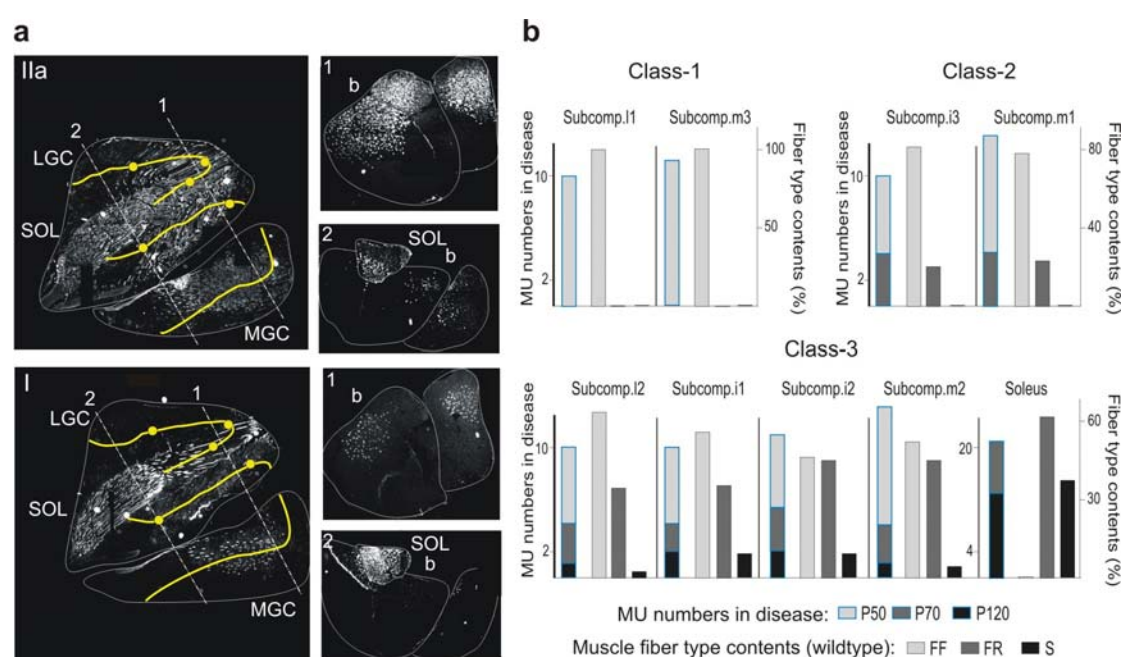 a
IIa
1
2
LGC
SOL
MGC
1
b
2
SOL
b
I
1
2
LGC
SOL
MGC
1
b
2
SOL
b
b
Class-1
Subcomp.l1
Subcomp.m3
MU numbers in disease
10
2
100
50
Fiber type contents (%)
Class-2
Subcomp.i3
Subcomp.m1
MU numbers in disease
10
2
80
40
Fiber type contents (%)
Class-3
Subcomp.l2
Subcomp.i1
Subcomp.i2
Subcomp.m2
Soleus
MU numbers in disease
10
2
20
4
60
30
Fiber type contents (%)
MU numbers in disease: P50 P70 P120
Muscle fiber type contents (wildtype): FF FR S